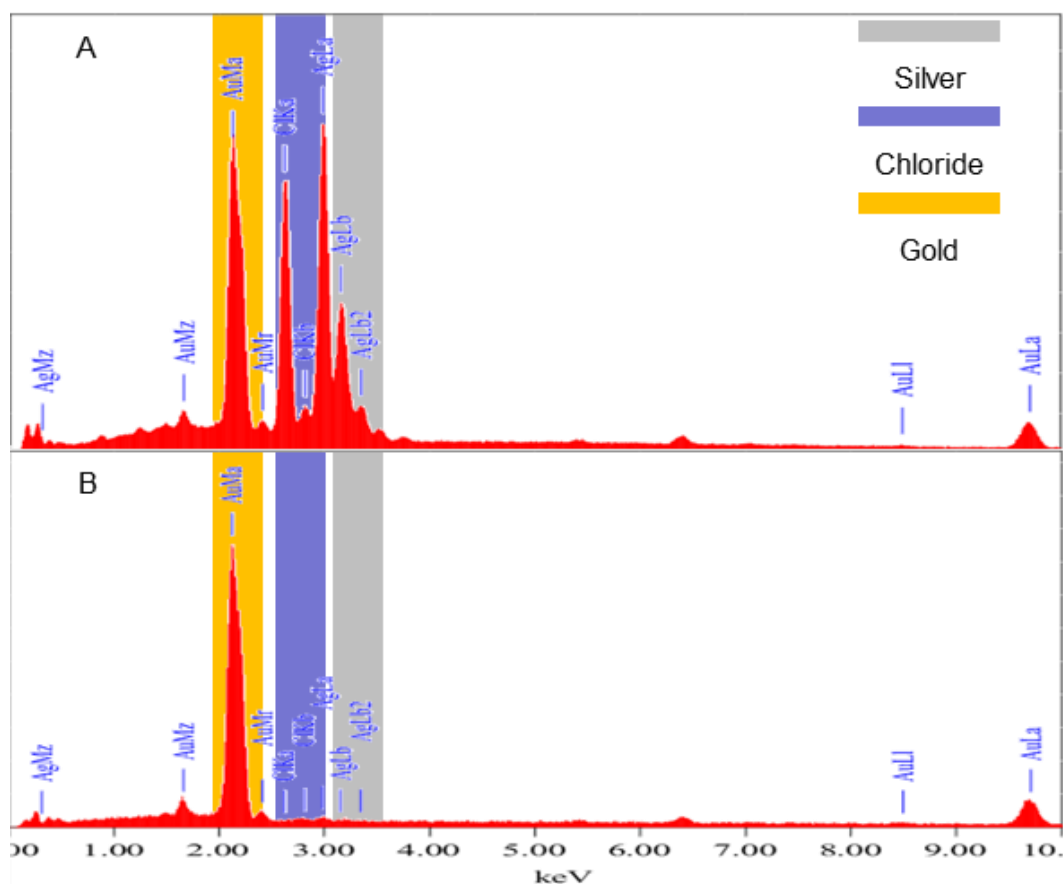 A
AuMa
ClKa
AgLa
AgLb
ClKb
AgLb2
AgMz
AuMz
AuMr
AuLl
AuLa
Silver
Chloride
Gold
B
AuMa
AgLa
ClKb
AgLb2
AuMr
ClKa
AgLb
AgMz
AuMz
AuLl
AuLa
.00 1.00 2.00 3.00 4.00 5.00 6.00 7.00 8.00 9.00 10.
keV